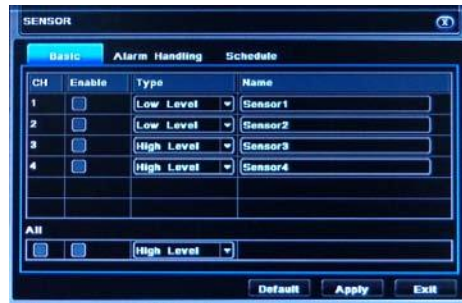 SENSOR
Basic Alarm Handling Schedule
CH Enable Type Name
1 Low Level Sensor1
2 Low Level Sensor2
3 High Level Sensor3
4 High Level Sensor4
All
High Level
Default Apply Exit